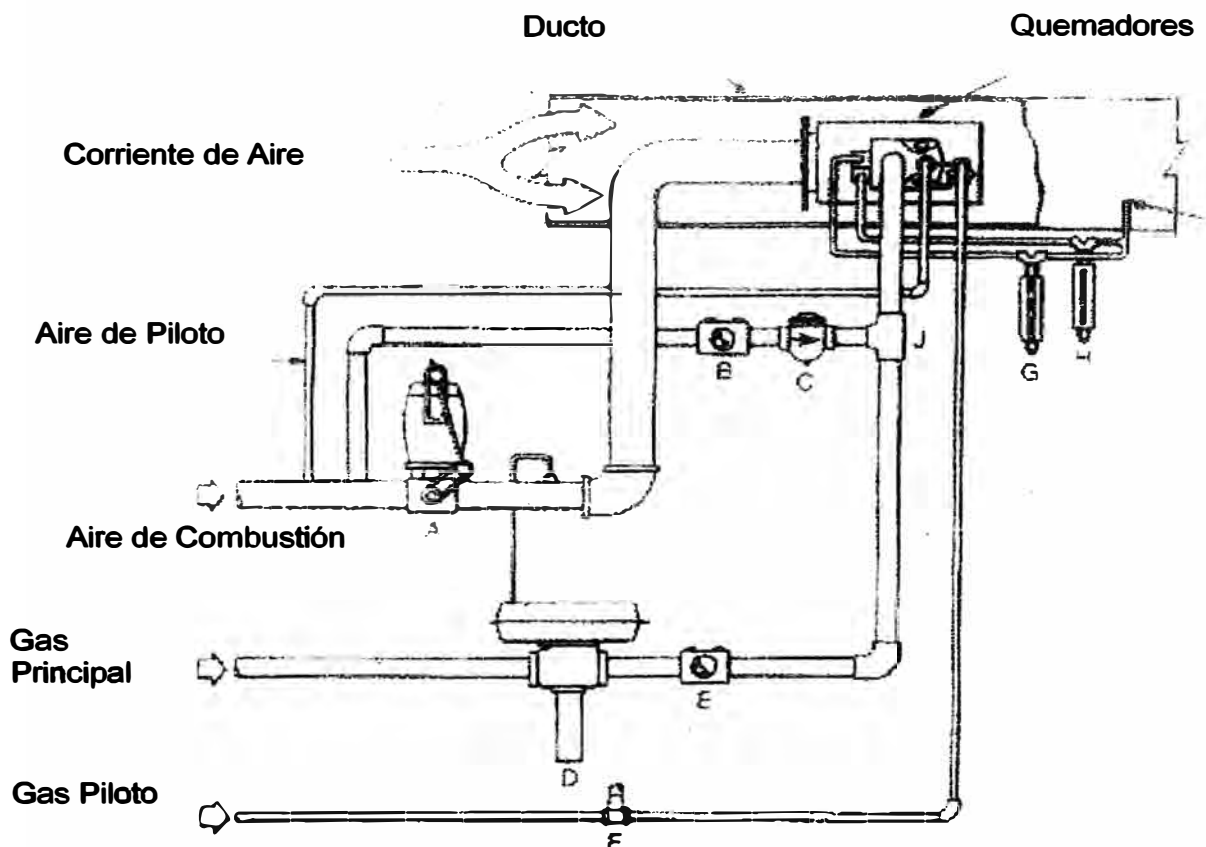 Ducto
Quemadores
Corriente de Aire
Aire de Piloto
B
C
J
G
H
A
Aire de Combustión
Gas
Principal
E
D
Gas Piloto
F